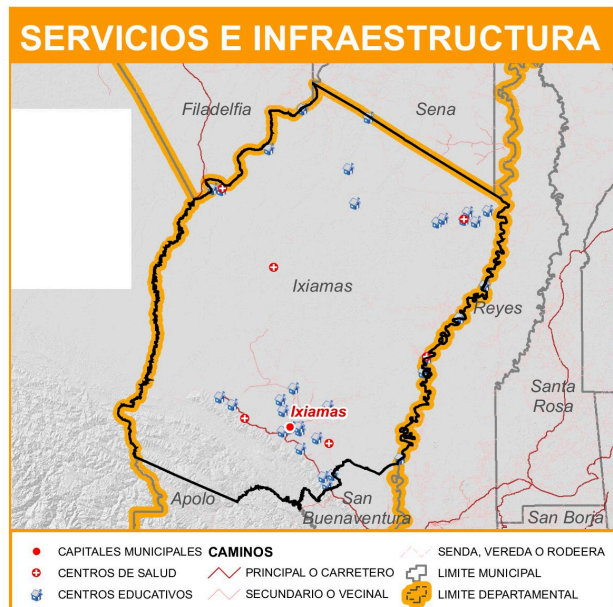 SERVICIOS E INFRAESTRUCTURA
Filadelfia
Sena
Ixiamas
Reyes
Santa
Rosa
Ixiamas
Apolo
San
Buenaventura
San Borja
CAPITALES MUNICIPALES
CENTROS DE SALUD
CENTROS EDUCATIVOS
CAMINOS
PRINCIPAL O CARRETERO
SECUNDARIO O VECINAL
SENDA, VEREDA O RODEERA
LIMITE MUNICIPAL
LIMITE DEPARTAMENTAL